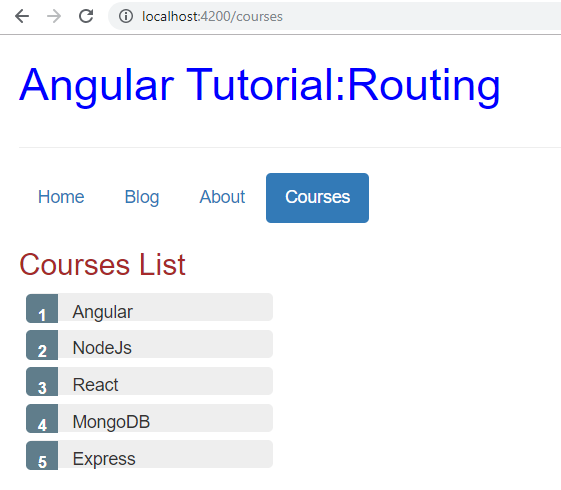 localhost:4200/courses
Angular Tutorial:Routing
Home Blog About Courses
Courses List
1 Angular
2 NodeJs
3 React
4 MongoDB
5 Express